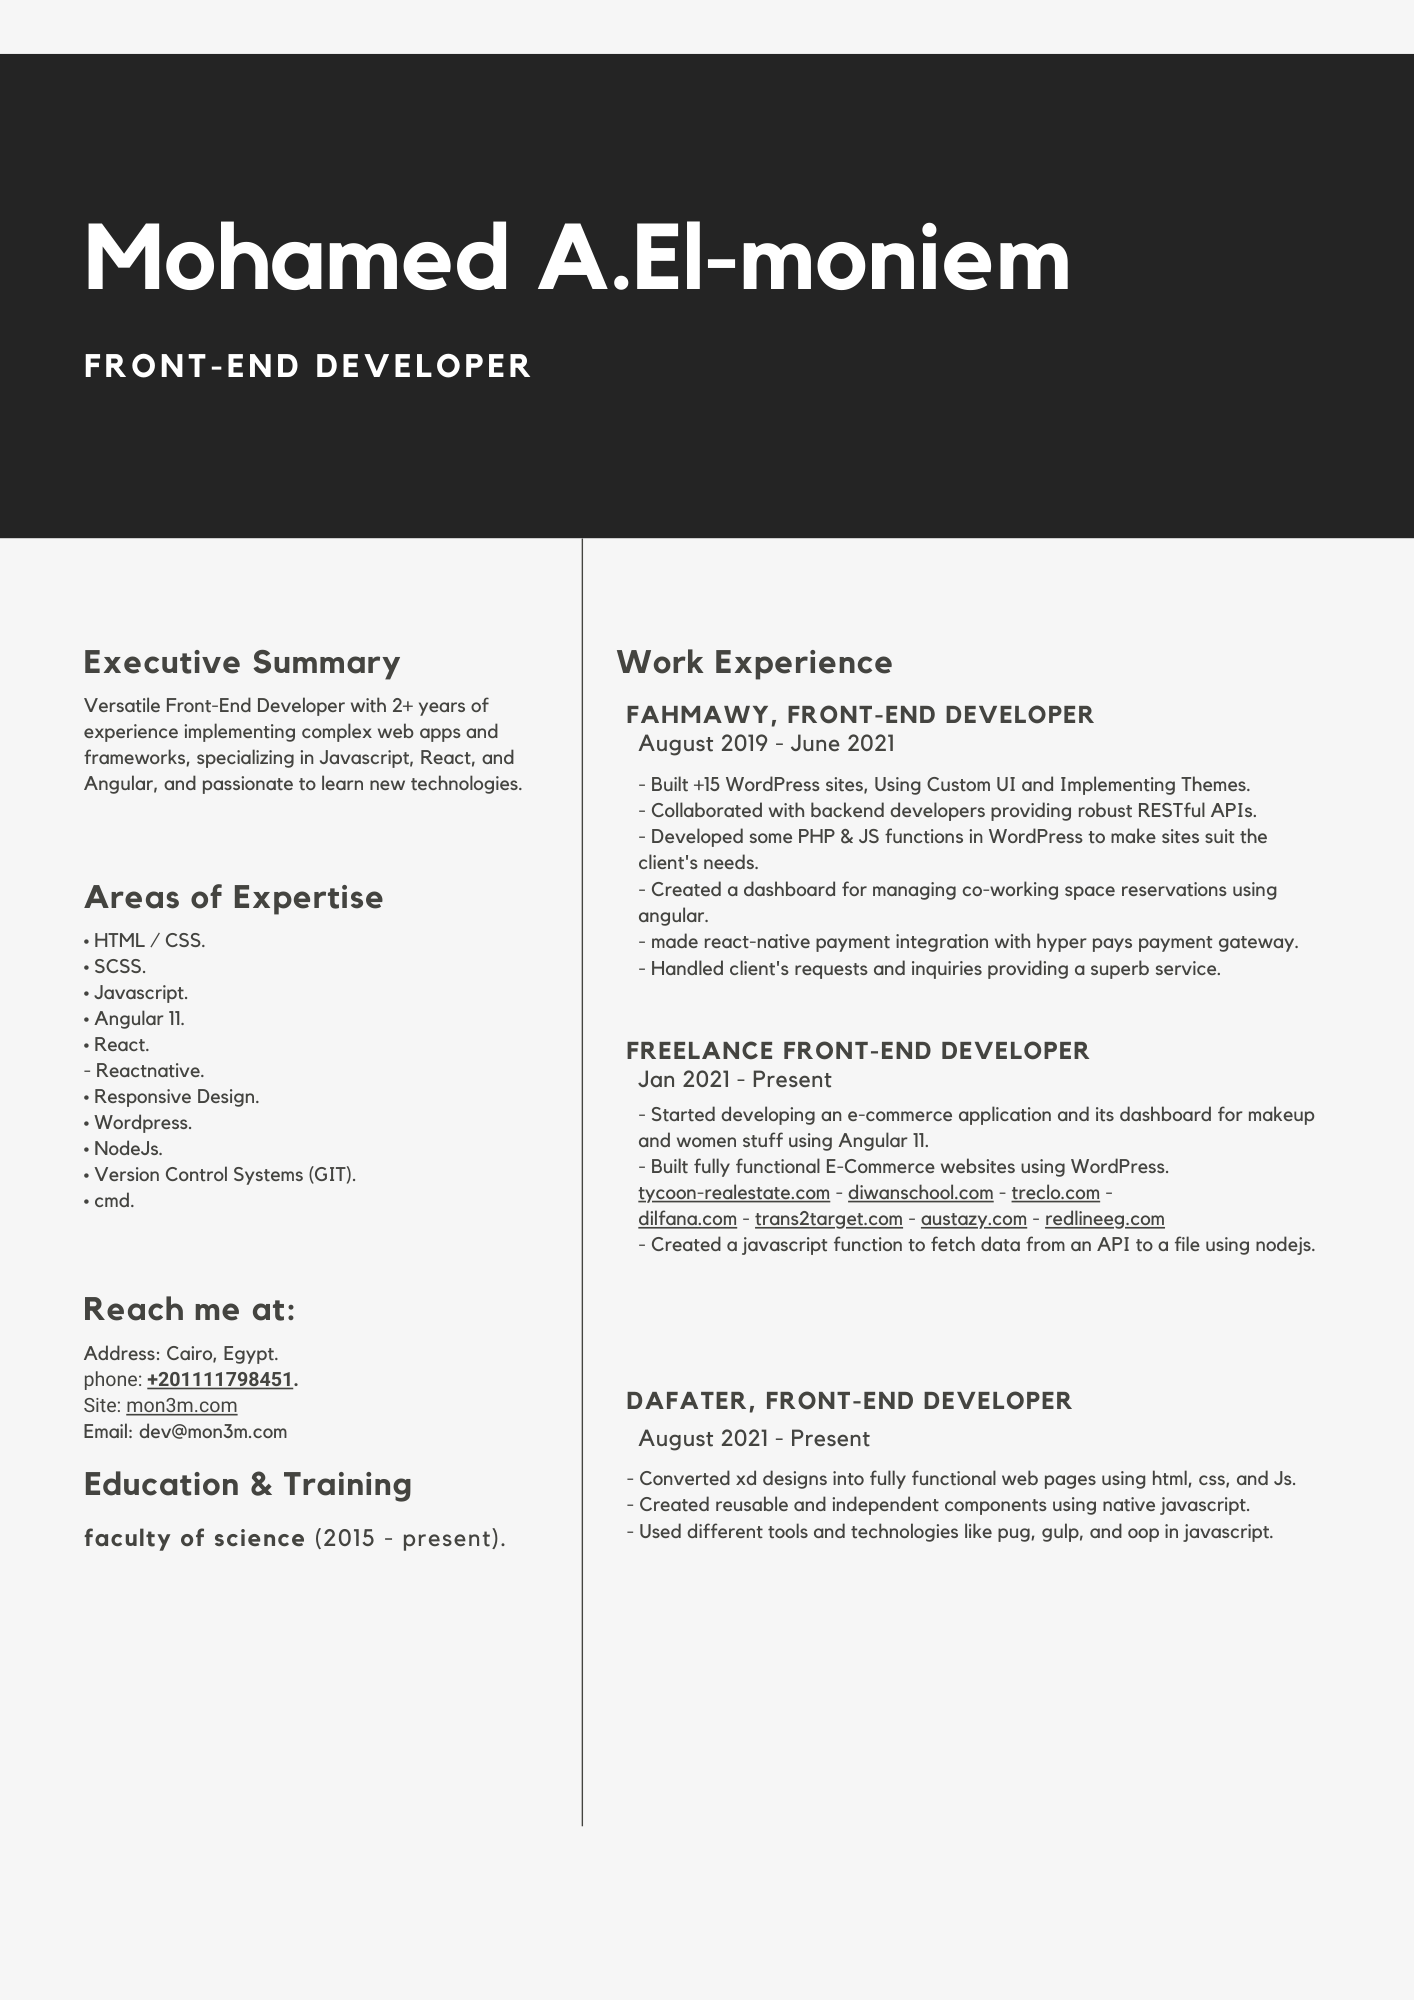 Mohamed A.El-moniem
FRONT-END DEVELOPER
Executive Summary
Versatile Front-End Developer with 2+ years of
experience implementing complex web apps and
frameworks, specializing in Javascript, React, and
Angular, and passionate to learn new technologies.
Areas of Expertise
• HTML / CSS.
• SCSS.
• Javascript.
• Angular 11.
• React.
- Reactnative.
• Responsive Design.
• Wordpress.
• NodeJs.
• Version Control Systems (GIT).
• cmd.
Reach me at:
Address: Cairo, Egypt.
phone: +201111798451.
Site: mon3m.com
Email: dev@mon3m.com
Education & Training
faculty of science (2015 - present).
Work Experience
FAHMAWY, FRONT-END DEVELOPER
August 2019 - June 2021
- Built +15 WordPress sites, Using Custom UI and Implementing Themes.
- Collaborated with backend developers providing robust RESTful APIs.
- Developed some PHP & JS functions in WordPress to make sites suit the
client's needs.
- Created a dashboard for managing co-working space reservations using
angular.
- made react-native payment integration with hyper pays payment gateway.
- Handled client's requests and inquiries providing a superb service.
FREELANCE FRONT-END DEVELOPER
Jan 2021 - Present
- Started developing an e-commerce application and its dashboard for makeup
and women stuff using Angular 11.
- Built fully functional E-Commerce websites using WordPress.
tycoon-realestate.com - diwanschool.com - treclo.com -
dilfana.com - trans2target.com - austazy.com - redlineeg.com
- Created a javascript function to fetch data from an API to a file using nodejs.
DAFATER, FRONT-END DEVELOPER
August 2021 - Present
- Converted xd designs into fully functional web pages using html, css, and Js.
- Created reusable and independent components using native javascript.
- Used different tools and technologies like pug, gulp, and oop in javascript.